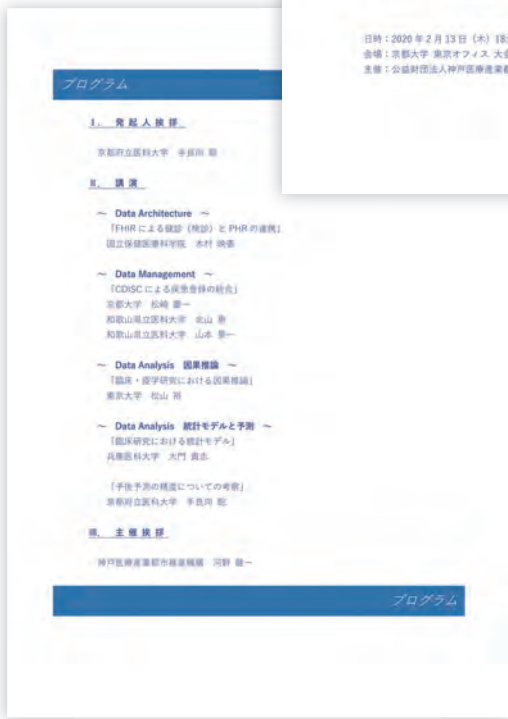 日時：2020年2月13日（木）18:
会場：京都大学 東京オフィス 大会
主催：公益財団法人神戸医療産業都
プログラム
I. 発起人挨拶
京都府立医科大学 手良向 聡
II. 講演
～ Data Architecture ～
「FHIRによる健診（検診）とPHRの連携」
国立保健医療科学院 木村 映善
～ Data Management ～
「CDISCによる疾患登録の統合」
京都大学 松崎 慶一
和歌山県立医科大学 北山
和歌山県立医科大学 山本 景一
～ Data Analysis 因果推論 ～
「臨床・疫学研究における因果推論」
東京大学 松山 裕
～ Data Analysis 統計モデルと予測 ～
「臨床研究における統計モデル」
兵庫医科大学 大門 貴志
「予後予測の精度についての考察」
京都府立医科大学 手良向 聡
III. 主催挨拶
神戸医療産業都市推進機構 河野 健一
プログラム